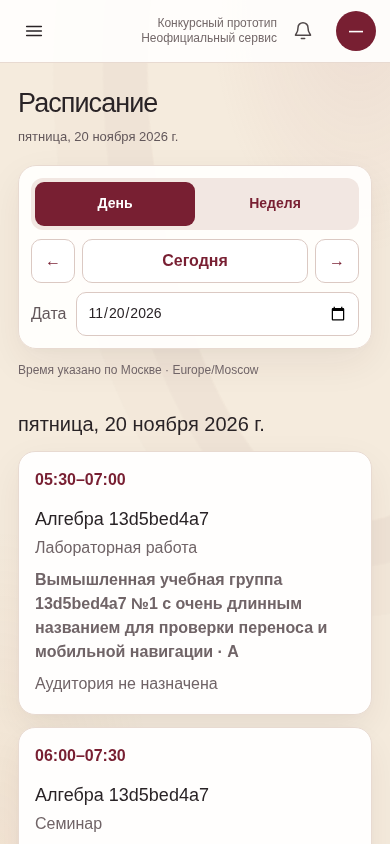 Конкурсный прототип
Неофициальный сервис
—
Расписание
пятница, 20 ноября 2026 г.
День
Неделя
←
Сегодня
→
Дата
11/20/2026
Время указано по Москве · Europe/Moscow
пятница, 20 ноября 2026 г.
05:30–07:00
Алгебра 13d5bed4a7
Лабораторная работа
Вымышленная учебная группа
13d5bed4a7 №1 с очень длинным
названием для проверки переноса и
мобильной навигации · А
Аудитория не назначена
06:00–07:30
Алгебра 13d5bed4a7
Семинар